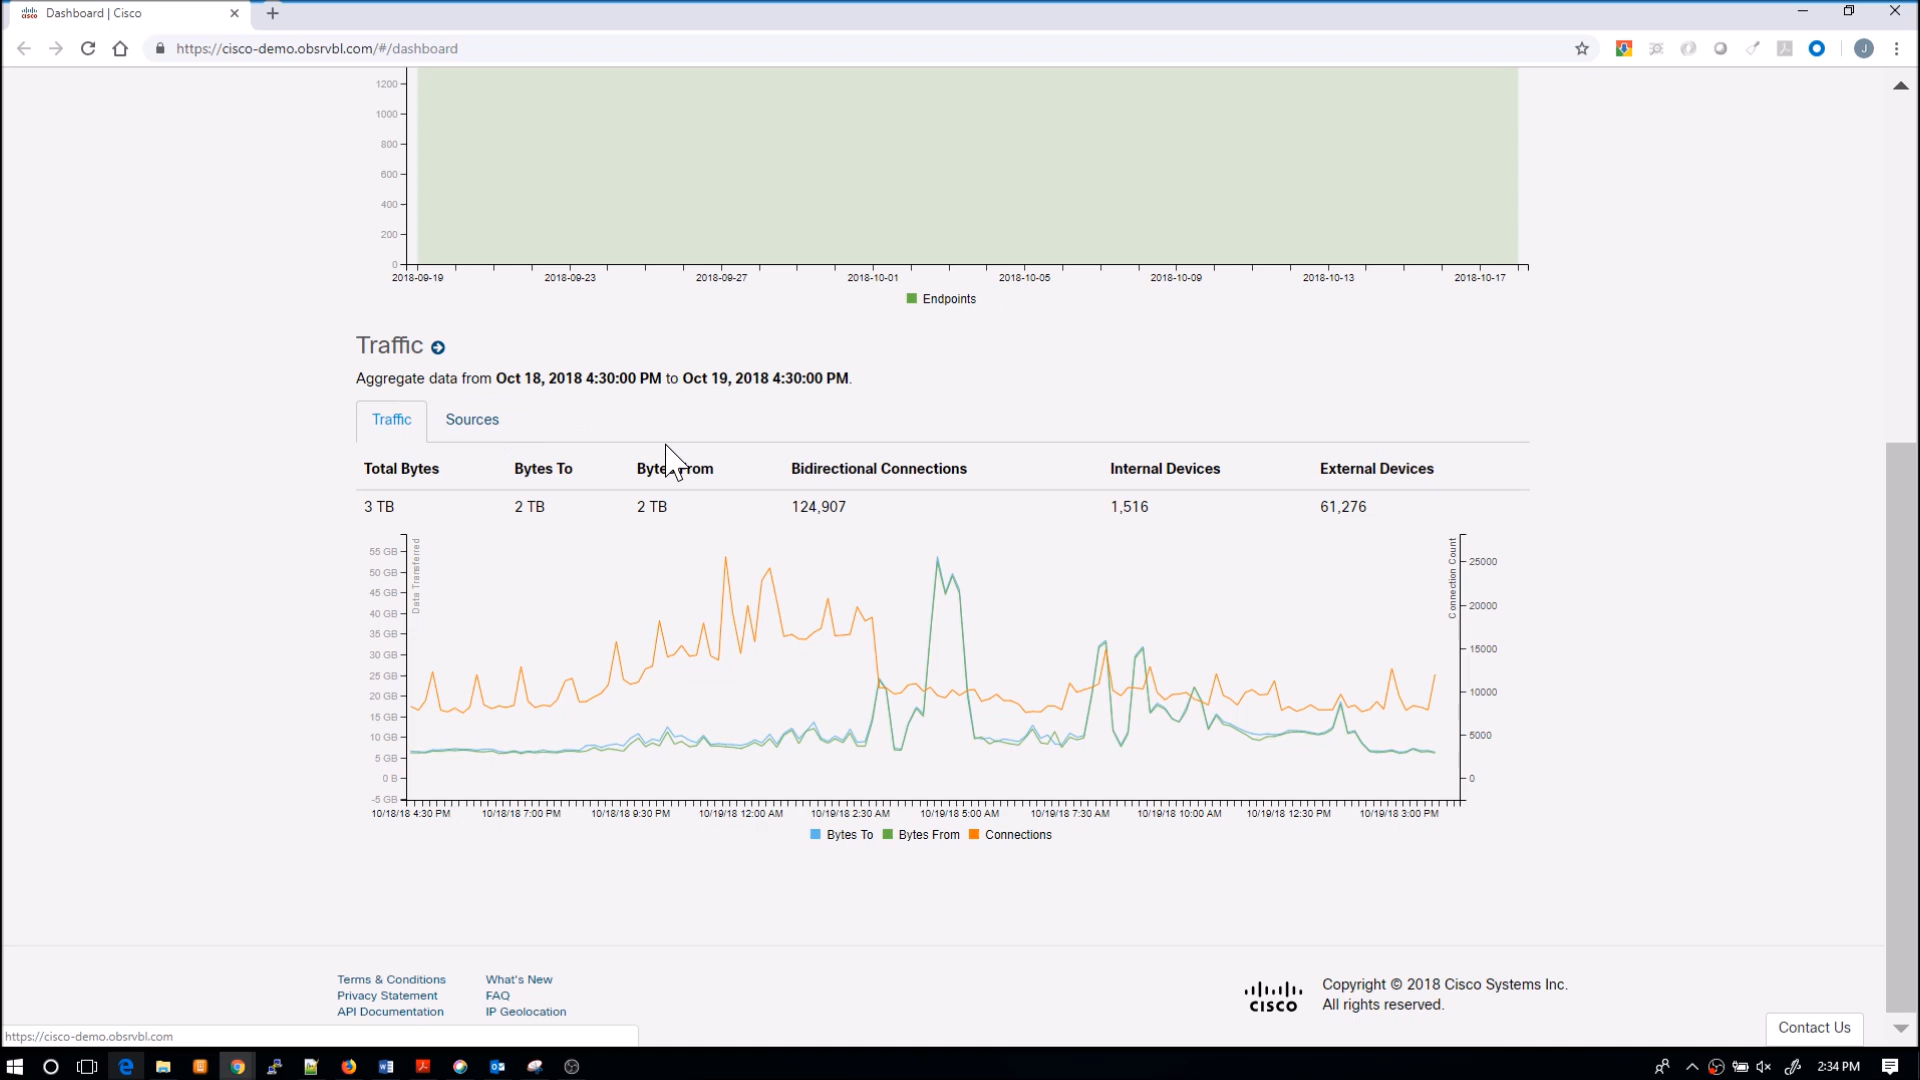 Dashboard | Cisco
https://cisco-demo.obsrvbl.com/#/dashboard
J
1200
1000
800
600
400
200
0
2018-09-19 2018-09-23 2018-09-27 2018-10-01 2018-10-05 2018-10-09 2018-10-13 2018-10-17
Endpoints
Traffic
Aggregate data from Oct 18, 2018 4:30:00 PM to Oct 19, 2018 4:30:00 PM.
Traffic Sources
Total Bytes Bytes To Bytes From Bidirectional Connections Internal Devices External Devices
3 TB 2 TB 2 TB 124,907 1,516 61,276
Data Transferred
Connection Count
55 GB
50 GB
45 GB
40 GB
35 GB
30 GB
25 GB
20 GB
15 GB
10 GB
5 GB
0 B
-5 GB
25000
20000
15000
10000
5000
0
10/18/18 4:30 PM 10/18/18 7:00 PM 10/18/18 9:30 PM 10/19/18 12:00 AM 10/19/18 2:30 AM 10/19/18 5:00 AM 10/19/18 7:30 AM 10/19/18 10:00 AM 10/19/18 12:30 PM 10/19/18 3:00 PM
Bytes To Bytes From Connections
Terms & Conditions What's New
Privacy Statement FAQ
API Documentation IP Geolocation
CISCO
Copyright © 2018 Cisco Systems Inc.
All rights reserved.
Contact Us
https://cisco-demo.obsrvbl.com
2:34 PM